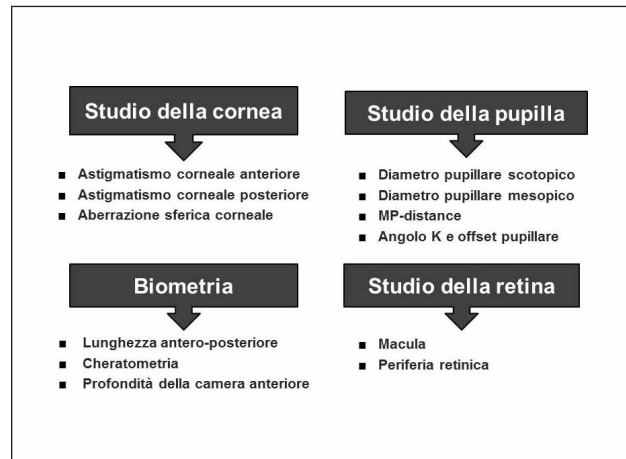 Studio della cornea
■ Astigmatismo corneale anteriore
■ Astigmatismo corneale posteriore
■ Aberrazione sferica corneale
Studio della pupilla
■ Diametro pupillare scotopico
■ Diametro pupillare mesopico
■ MP-distance
■ Angolo K e offset pupillare
Biometria
■ Lunghezza antero-posteriore
■ Cheratometria
■ Profondità della camera anteriore
Studio della retina
■ Macula
■ Periferia retinica